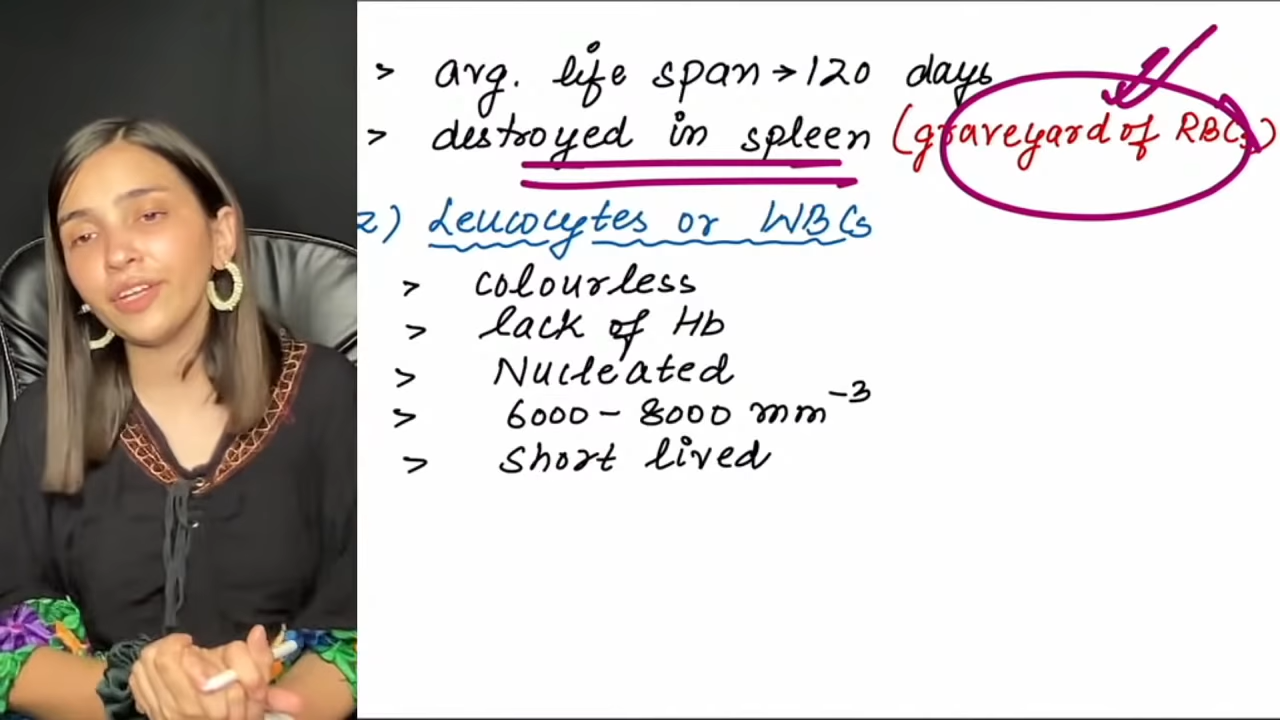 > avg. life span → 120 days
> destroyed in spleen (graveyard of RBCs)
2) Leucocytes or WBCs
> colourless
> lack of Hb
> Nucleated
> 6000 - 8000 mm⁻³
> short lived